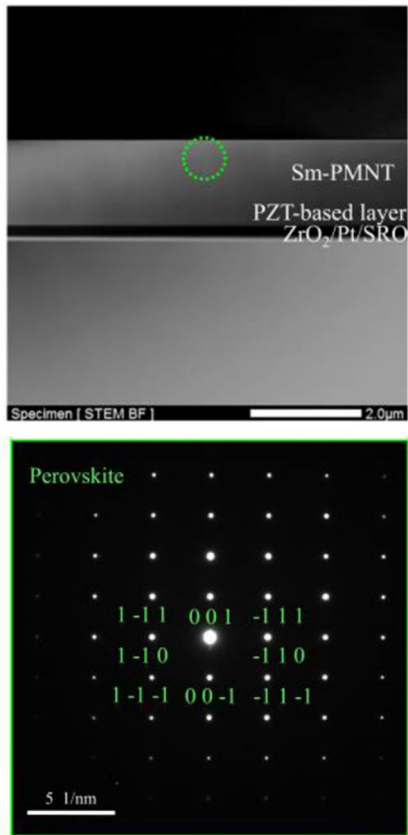 Sm-PMNT
PZT-based layer
ZrO₂/Pt/SRO
Specimen [ STEM BF ]
2.0μm
Perovskite
1 -1 1 0 0 1 -1 1 1
1 -1 0 -1 1 0
1 -1 -1 0 0 -1 -1 1 -1
5 1/nm